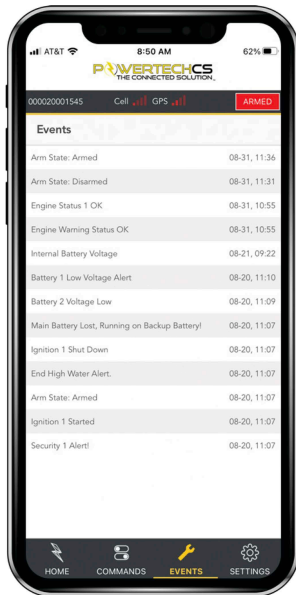 AT&T 8:50 AM 62%
POWERTECHCS
THE CONNECTED SOLUTION
000020001545 Cell GPS ARMED
Events
Arm State: Armed 08-31, 11:36
Arm State: Disarmed 08-31, 11:31
Engine Status 1 OK 08-31, 10:55
Engine Warning Status OK 08-31, 10:55
Internal Battery Voltage 08-21, 09:22
Battery 1 Low Voltage Alert 08-20, 11:10
Battery 2 Voltage Low 08-20, 11:09
Main Battery Lost, Running on Backup Battery! 08-20, 11:07
Ignition 1 Shut Down 08-20, 11:07
End High Water Alert. 08-20, 11:07
Arm State: Armed 08-20, 11:07
Ignition 1 Started 08-20, 11:07
Security 1 Alert! 08-20, 11:07
HOME COMMANDS EVENTS SETTINGS